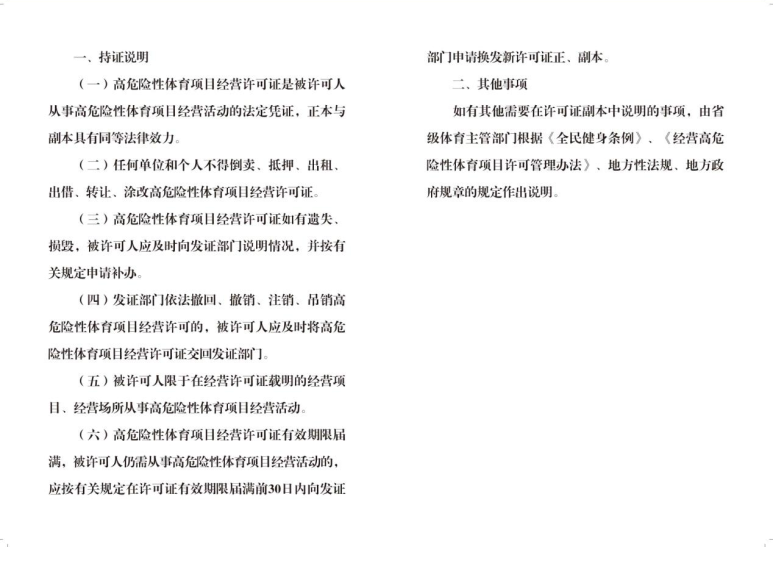 一、持证说明
（一）高危险性体育项目经营许可证是被许可人
从事高危险性体育项目经营活动的法定凭证，正本与
副本具有同等法律效力。
（二）任何单位和个人不得倒卖、抵押、出租、
出借、转让、涂改高危险性体育项目经营许可证。
（三）高危险性体育项目经营许可证如有遗失、
损毁，被许可人应及时向发证部门说明情况，并按有
关规定申请补办。
（四）发证部门依法撤回、撤销、注销、吊销高
危险性体育项目经营许可的，被许可人应及时将高危
险性体育项目经营许可证交回发证部门。
（五）被许可人限于在经营许可证载明的经营项
目、经营场所从事高危险性体育项目经营活动。
（六）高危险性体育项目经营许可证有效期限届
满，被许可人仍需从事高危险性体育项目经营活动的，
应按有关规定在许可证有效期限届满前30日内向发证
部门申请换发新许可证正、副本。
二、其他事项
如有其他需要在许可证副本中说明的事项，由省
级体育主管部门根据《全民健身条例》、《经营高危
险性体育项目许可管理办法》、地方性法规、地方政
府规章的规定作出说明。